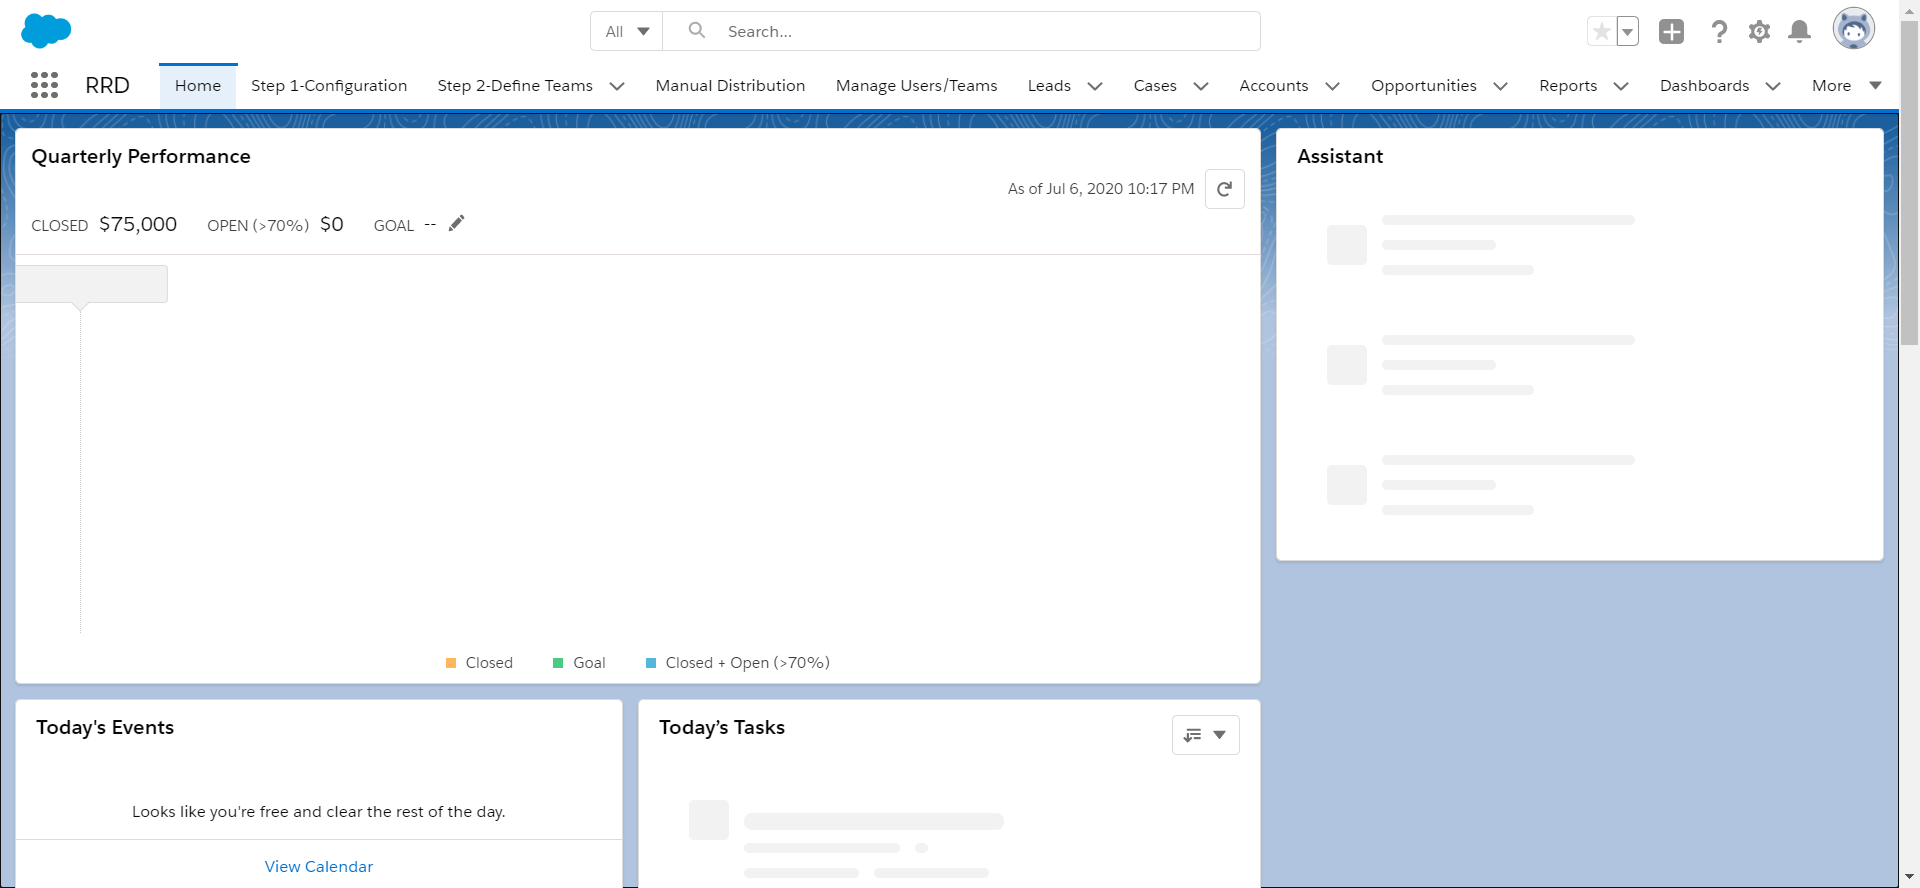 All
Search...
RRD
Home
Step 1-Configuration
Step 2-Define Teams
Manual Distribution
Manage Users/Teams
Leads
Cases
Accounts
Opportunities
Reports
Dashboards
More
Quarterly Performance
As of Jul 6, 2020 10:17 PM
CLOSED $75,000 OPEN (>70%) $0 GOAL --
Closed
Goal
Closed + Open (>70%)
Assistant
Today's Events
Looks like you're free and clear the rest of the day.
View Calendar
Today’s Tasks